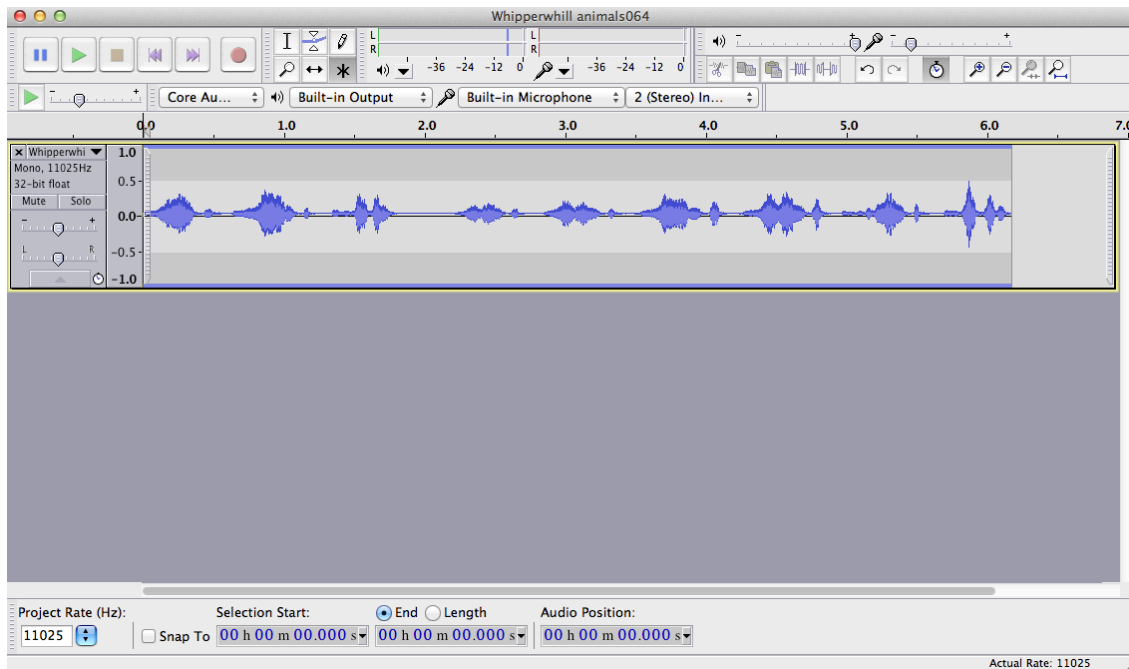 Whipperwhill animals064
L
R
L
R
-36 -24 -12 0
-36 -24 -12 0
- +
- +
- +
Core Au...
Built-in Output
Built-in Microphone
2 (Stereo) In...
0.0 1.0 2.0 3.0 4.0 5.0 6.0 7.0
Whipperwhi
Mono, 11025Hz
32-bit float
Mute Solo
- +
L R
1.0
0.5-
0.0-
-0.5-
-1.0
Project Rate (Hz):
Selection Start:
End Length
Audio Position:
11025
Snap To
00 h 00 m 00.000 s
00 h 00 m 00.000 s
00 h 00 m 00.000 s
Actual Rate: 11025